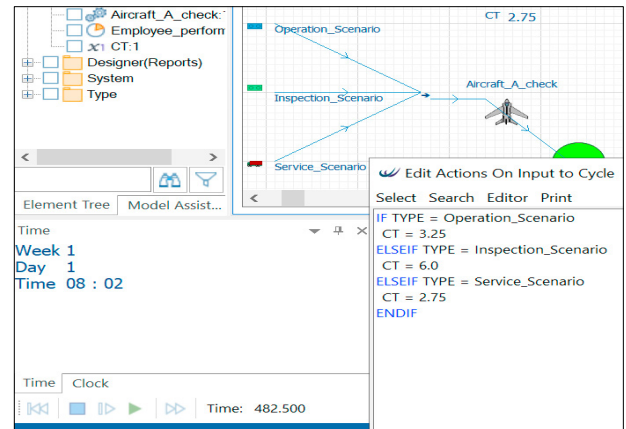 Aircraft_A_check:
Employee_perform
x1 CT:1
Designer(Reports)
System
Type
Element Tree
Model Assist...
CT 2.75
Operation_Scenario
Inspection_Scenario
Aircraft_A_check
Service_Scenario
Time
Week 1
Day 1
Time 08 : 02
Time
Clock
Time: 482.500
Edit Actions On Input to Cycle
Select Search Editor Print
IF TYPE = Operation_Scenario
CT = 3.25
ELSEIF TYPE = Inspection_Scenario
CT = 6.0
ELSEIF TYPE = Service_Scenario
CT = 2.75
ENDIF